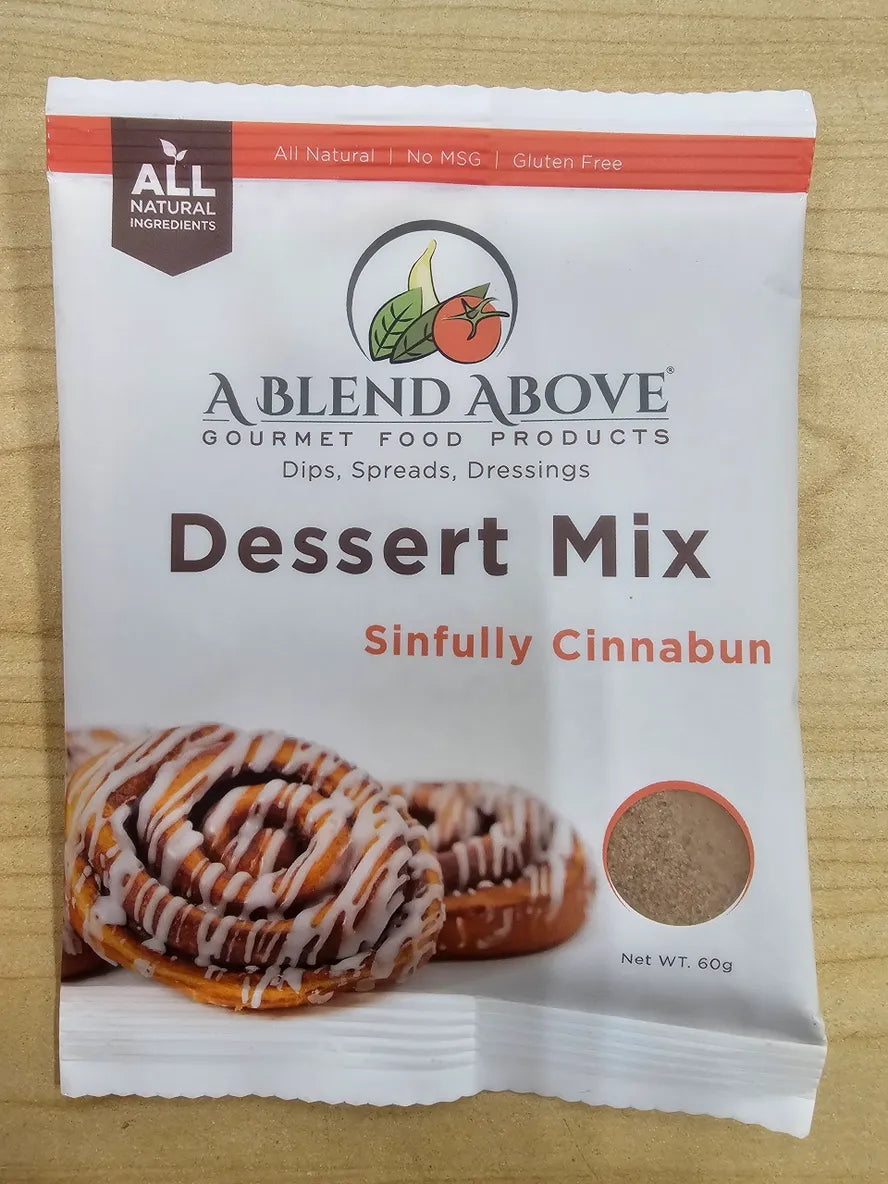 All Natural | No MSG | Gluten Free
ALL
NATURAL
INGREDIENTS
A BLEND ABOVE®
GOURMET FOOD PRODUCTS
Dips, Spreads, Dressings
Dessert Mix
Sinfully Cinnabun
Net WT. 60g